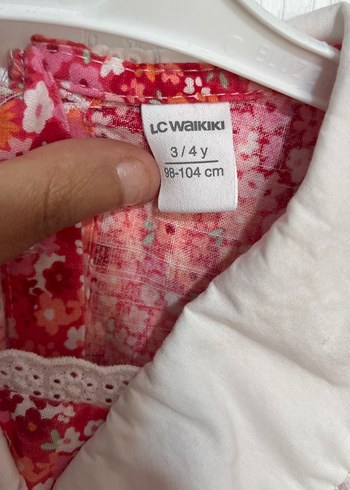 LC WAIKIKI
3 / 4 y
98-104 cm